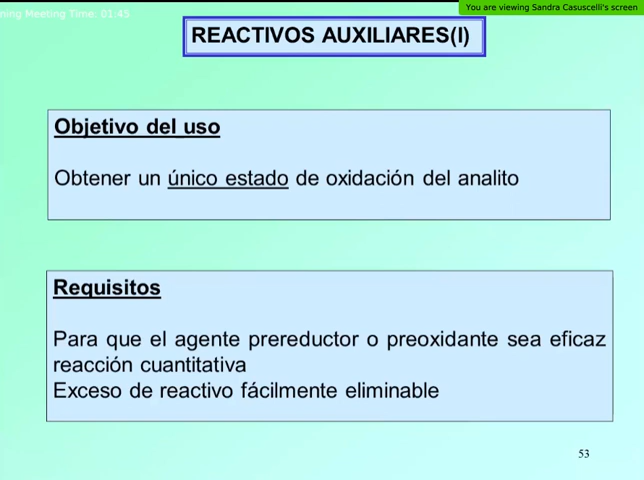 ning Meeting Time: 01:45
You are viewing Sandra Casuscelli's screen
REACTIVOS AUXILIARES(I)
Objetivo del uso
Obtener un único estado de oxidación del analito
Requisitos
Para que el agente prereductor o preoxidante sea eficaz
reacción cuantitativa
Exceso de reactivo fácilmente eliminable
53